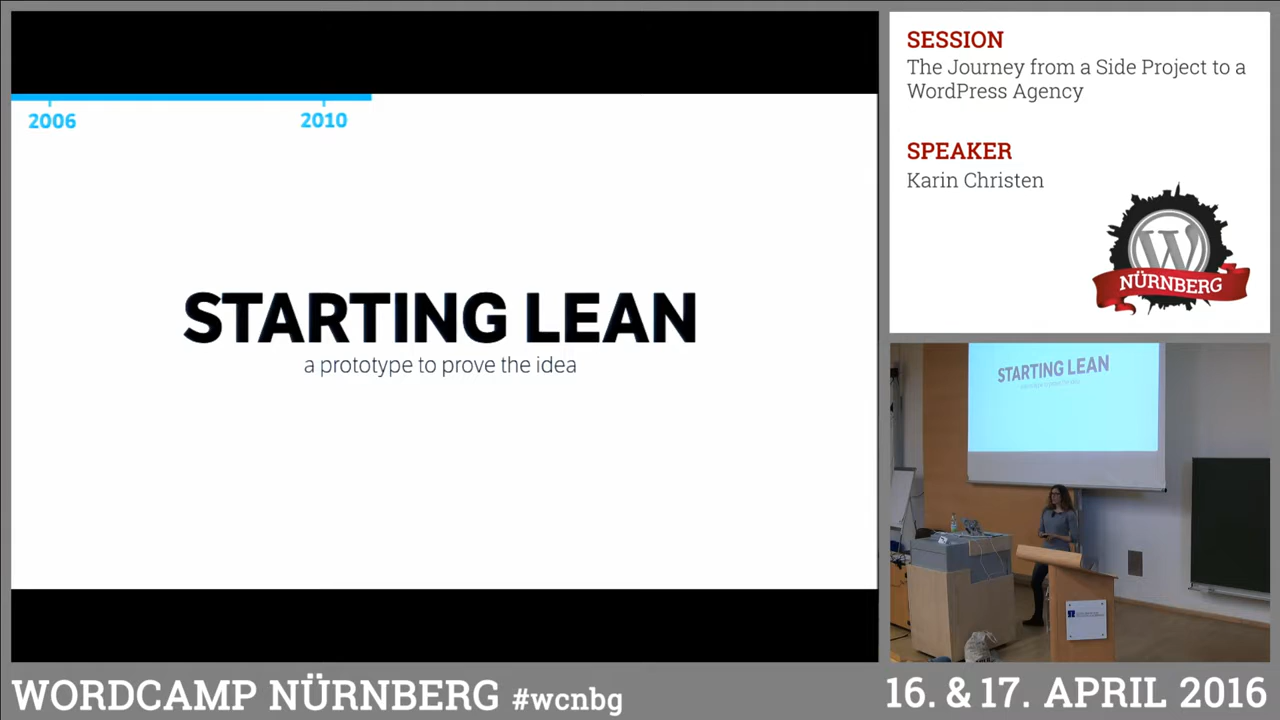 2006
2010
STARTING LEAN
a prototype to prove the idea
SESSION
The Journey from a Side Project to a
WordPress Agency
SPEAKER
Karin Christen
W
NÜRNBERG
STARTING LEAN
WORDCAMP NÜRNBERG #wcnbg
16. & 17. APRIL 2016